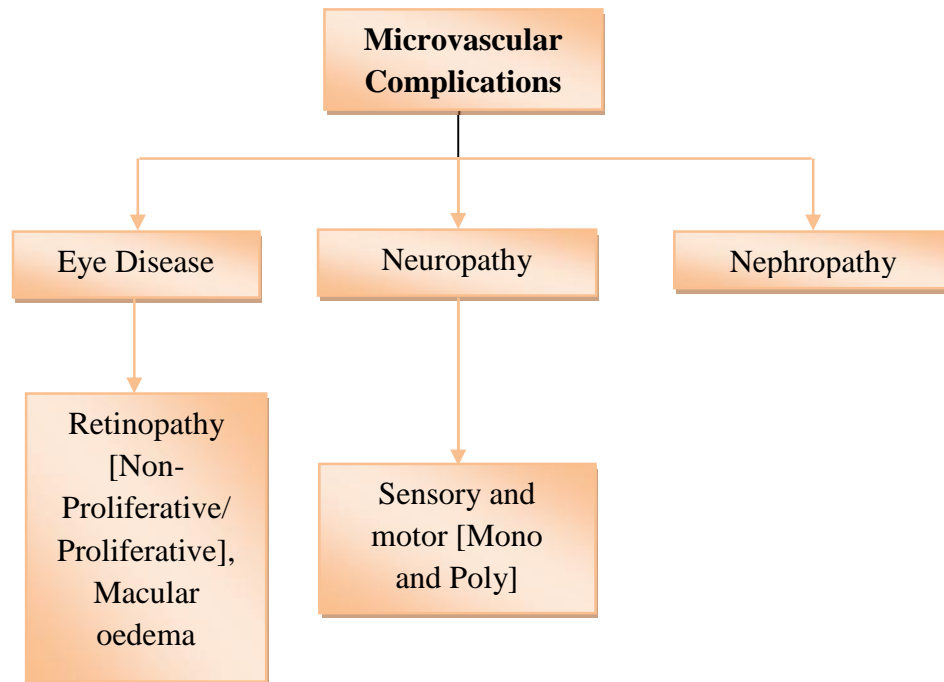 Microvascular
Complications
Eye Disease
Neuropathy
Nephropathy
Retinopathy
[Non-
Proliferative/
Proliferative],
Macular
oedema
Sensory and
motor [Mono
and Poly]